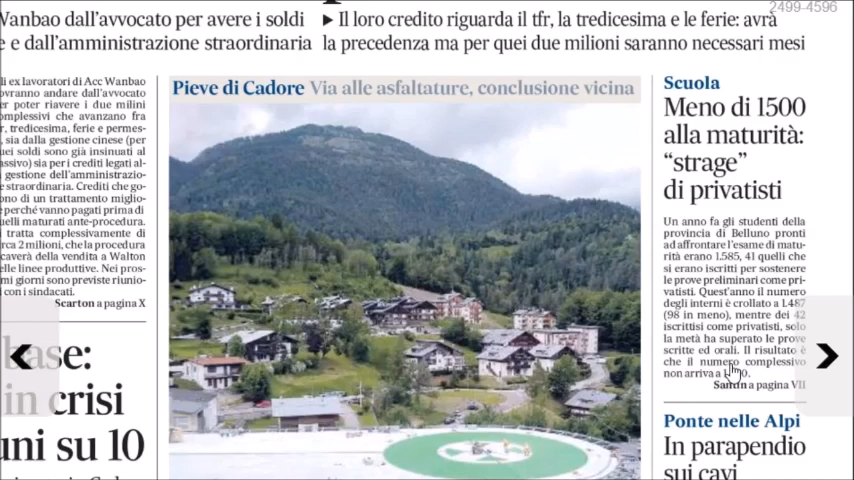 2499-4596
Wanbao dall'avvocato per avere i soldi
e e dall'amministrazione straordinaria
▶ Il loro credito riguarda il tfr, la tredicesima e le ferie: avrà
la precedenza ma per quei due milioni saranno necessari mesi
li ex lavoratori di Acc Wanbao
ovranno andare dall'avvocato
er poter riavere i due milini
omplessivi che avanzano fra
r, tredicesima, ferie e permes-
, sia dalla gestione cinese (per
uei soldi sono già insinuati al
assivo) sia per i crediti legati al-
a gestione dell'amministrazio-
e straordinaria. Crediti che go-
ono di un trattamento miglio-
e perché vanno pagati prima di
uelli maturati ante-procedura.
i tratta complessivamente di
rca 2 milioni, che la procedura
caverà della vendita a Walton
elle linee produttive. Nei pros-
mi giorni sono previste riunio-
i con i sindacati.
Scarton a pagina X
base:
in crisi
uni su 10
Pieve di Cadore Via alle asfaltature, conclusione vicina
Scuola
Meno di 1500
alla maturità:
“strage”
di privatisti
Un anno fa gli studenti della
provincia di Belluno pronti
ad affrontare l'esame di matu-
rità erano 1.585, 41 quelli che
si erano iscritti per sostenere
le prove preliminari come pri-
vatisti. Quest'anno il numero
degli interni è crollato a 1.487
(98 in meno), mentre dei 42
iscrittisi come privatisti, solo
la metà ha superato le prove
scritte ed orali. Il risultato è
che il numero complessivo
non arriva a
Santin a pagina VII
Ponte nelle Alpi
In parapendio
sui cavi